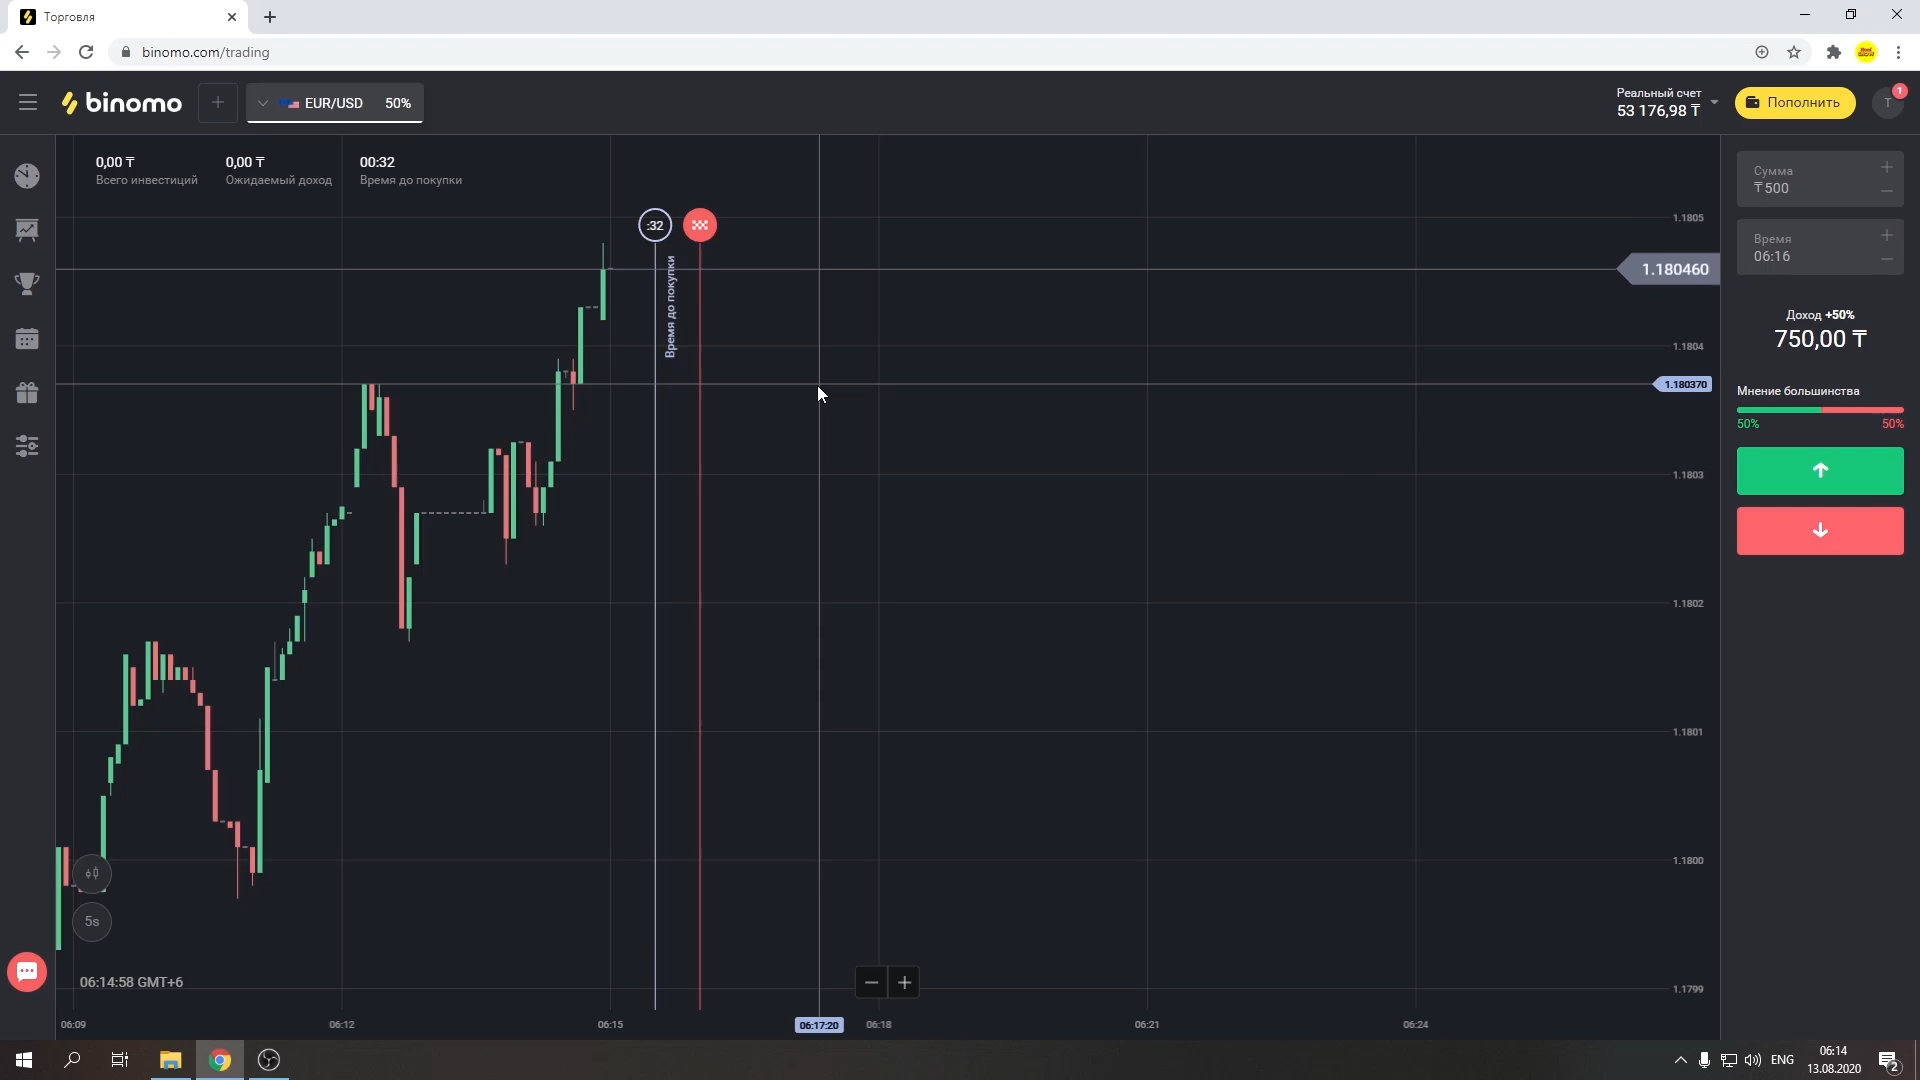 Торговля
binomo.com/trading
binomo
EUR/USD 50%
Реальный счет
53 176,98 ₸
Пополнить
T
1
0,00 ₸
Всего инвестиций
0,00 ₸
Ожидаемый доход
00:32
Время до покупки
:32
Время до покупки
1.1805
1.180460
1.1804
1.180370
1.1803
1.1802
1.1801
1.1800
1.1799
Сумма
₸500
Время
06:16
Доход +50%
750,00 ₸
Мнение большинства
50% 50%
5s
06:14:58 GMT+6
06:09 06:12 06:15 06:17:20 06:18 06:21 06:24
ENG
06:14
13.08.2020
2